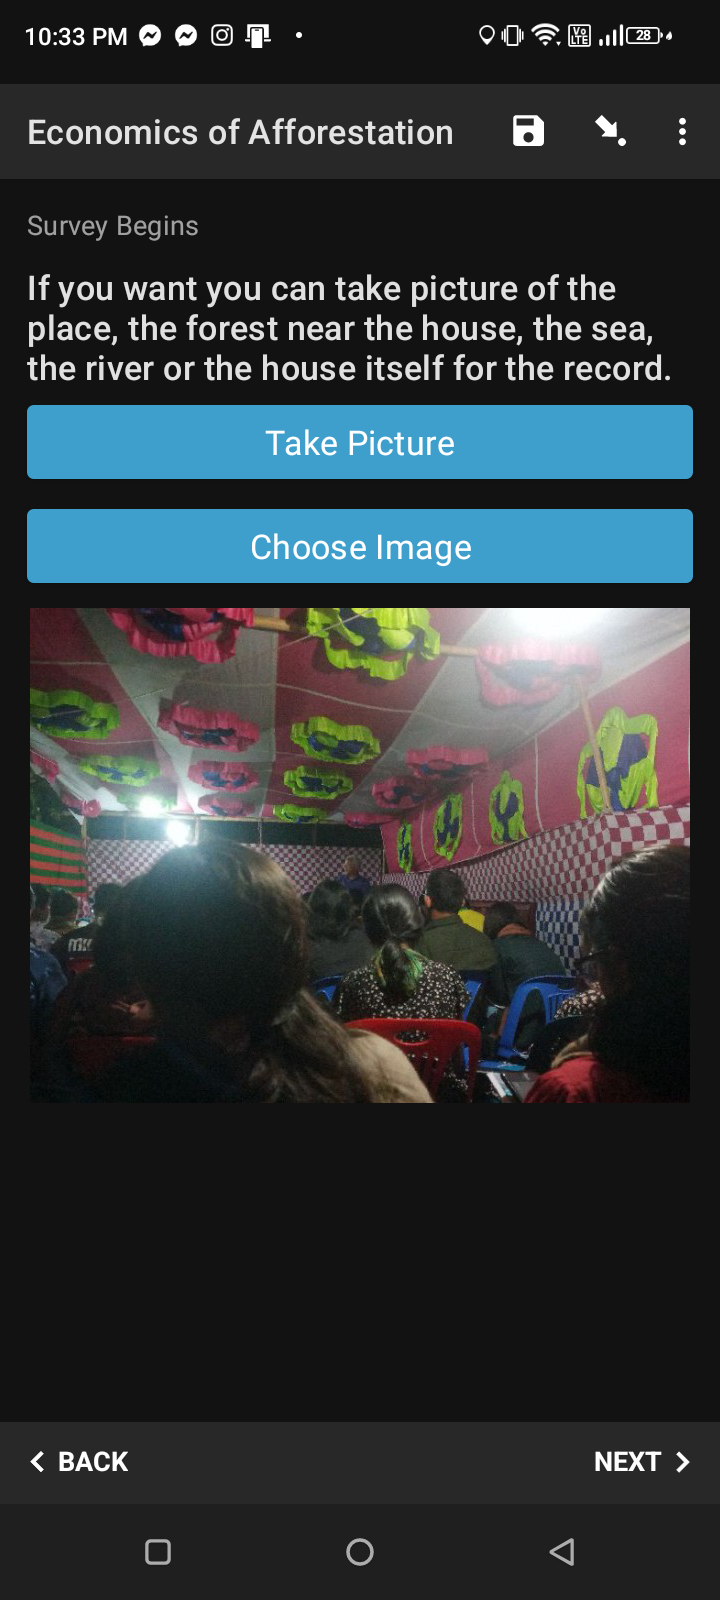 10:33 PM
Vo
LTE
28
Economics of Afforestation
Survey Begins
If you want you can take picture of the
place, the forest near the house, the sea,
the river or the house itself for the record.
Take Picture
Choose Image
BACK
NEXT